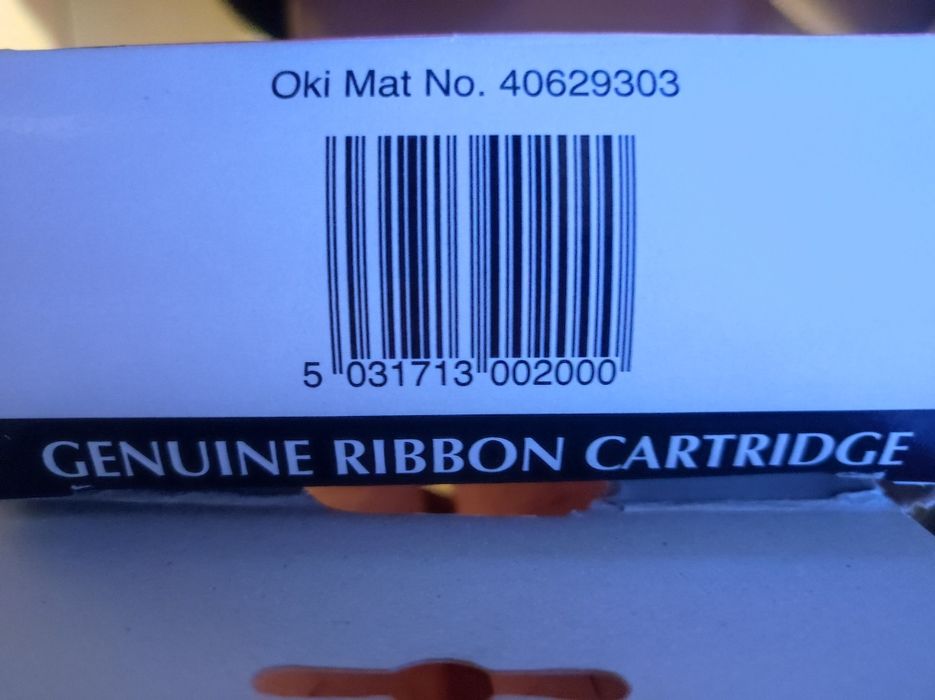 Oki Mat No. 40629303
5 031713 002000
GENUINE RIBBON CARTRIDGE